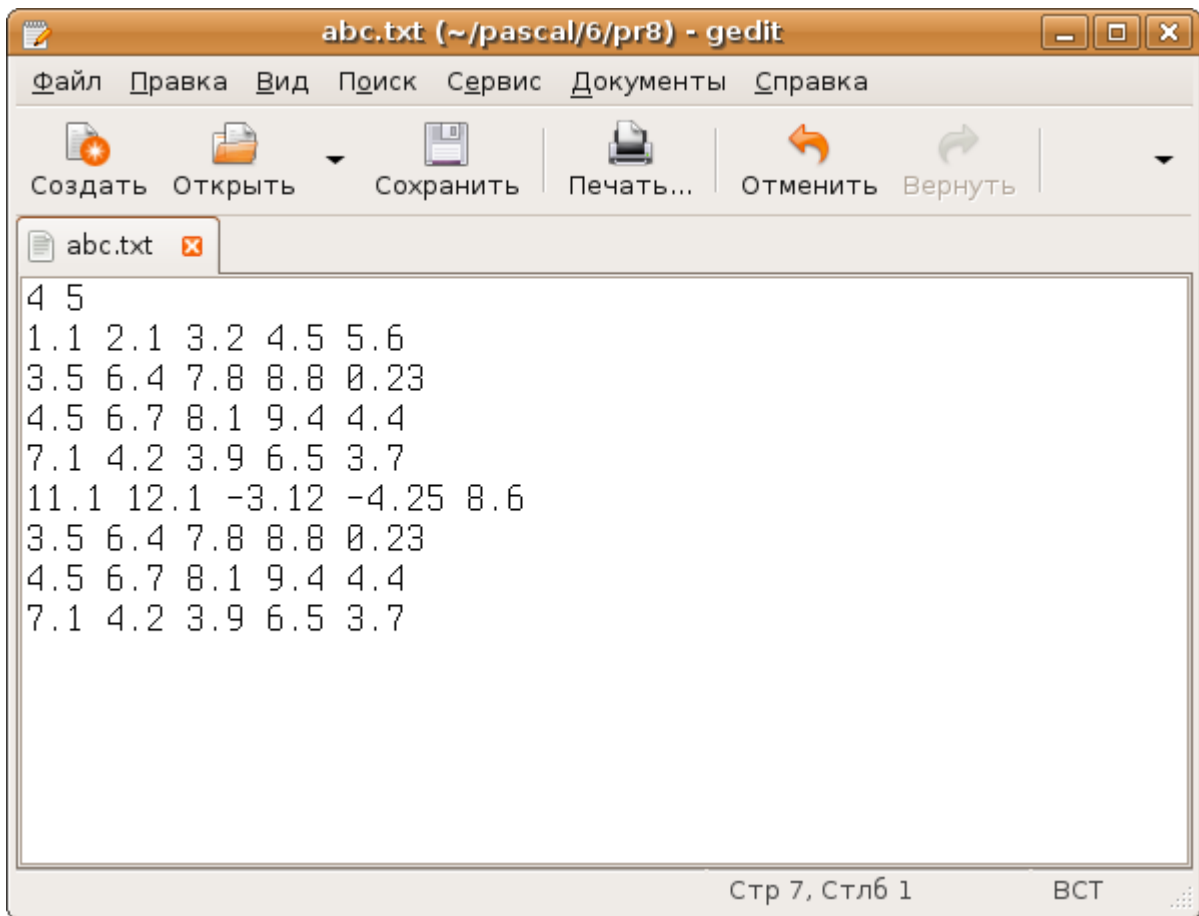 abc.txt (~/pascal/6/pr8) - gedit
Файл Правка Вид Поиск Сервис Документы Справка
Создать Открыть Сохранить Печать... Отменить Вернуть
abc.txt
4 5
1.1 2.1 3.2 4.5 5.6
3.5 6.4 7.8 8.8 0.23
4.5 6.7 8.1 9.4 4.4
7.1 4.2 3.9 6.5 3.7
11.1 12.1 -3.12 -4.25 8.6
3.5 6.4 7.8 8.8 0.23
4.5 6.7 8.1 9.4 4.4
7.1 4.2 3.9 6.5 3.7
Стр 7, Стлб 1 ВСТ